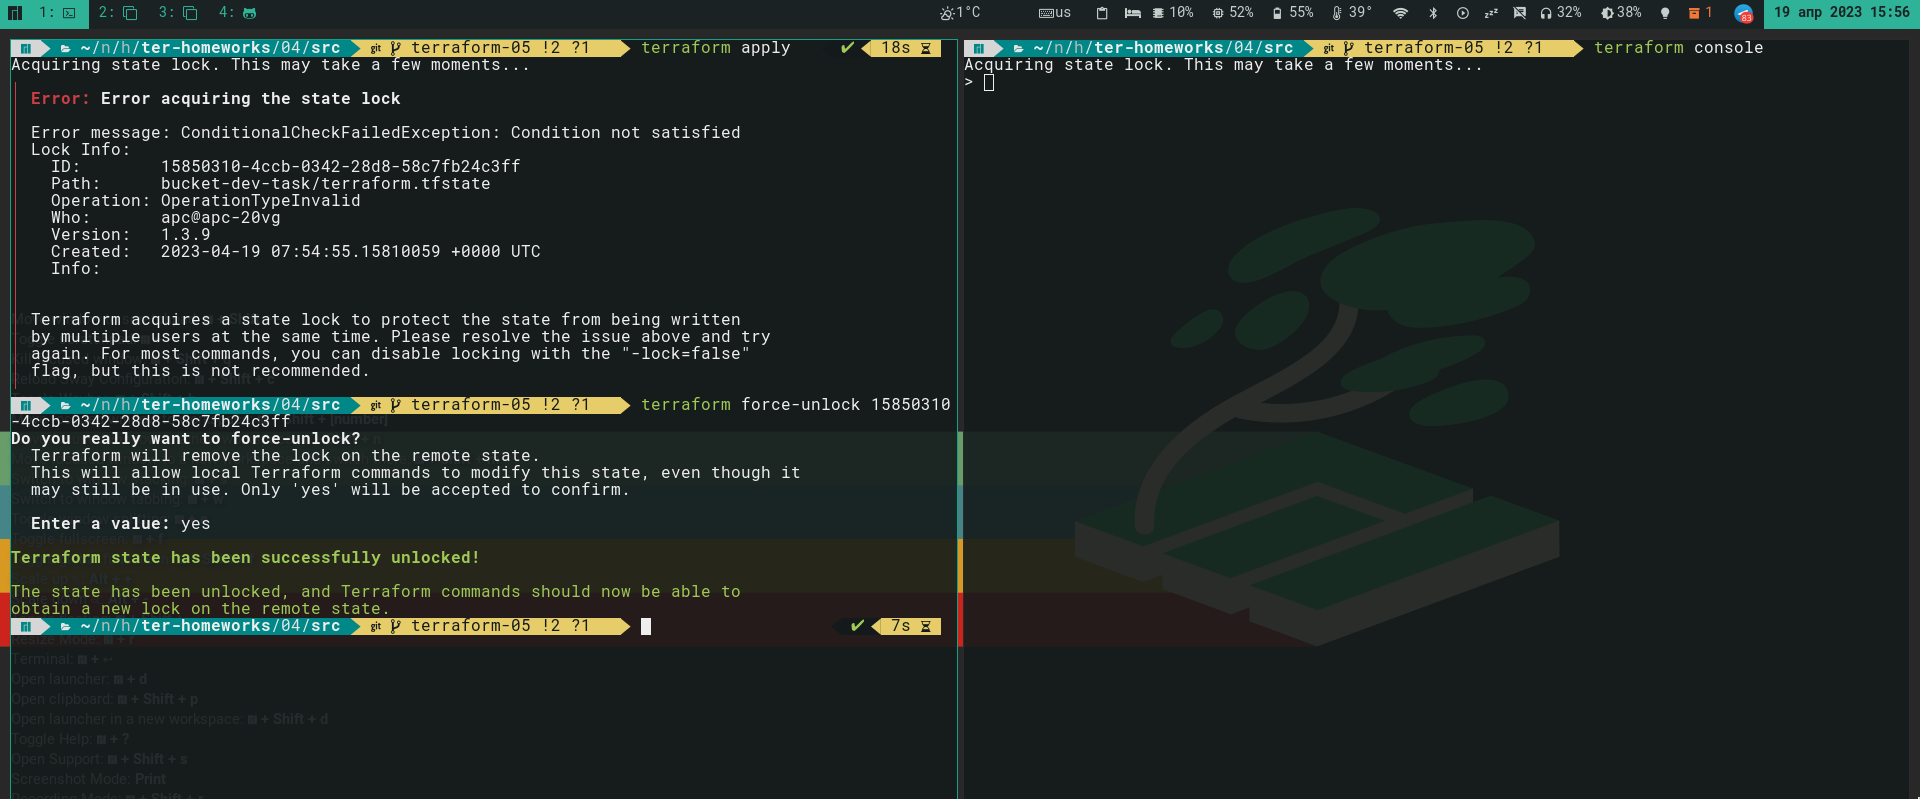 1: 2: 3: 4: 1°C us 10% 52% 55% 39° 32% 38% 1 83 19 апр 2023 15:56
~/n/h/ter-homeworks/04/src git terraform-05 !2 ?1 terraform apply ✔ 18s
Acquiring state lock. This may take a few moments...
Error: Error acquiring the state lock
Error message: ConditionalCheckFailedException: Condition not satisfied
Lock Info:
ID: 15850310-4ccb-0342-28d8-58c7fb24c3ff
Path: bucket-dev-task/terraform.tfstate
Operation: OperationTypeInvalid
Who: apc@apc-20vg
Version: 1.3.9
Created: 2023-04-19 07:54:55.15810059 +0000 UTC
Info:
Terraform acquires a state lock to protect the state from being written
by multiple users at the same time. Please resolve the issue above and try
again. For most commands, you can disable locking with the "-lock=false"
flag, but this is not recommended.
Reload Sway Configuration: + Shift + c
~/n/h/ter-homeworks/04/src git terraform-05 !2 ?1 terraform force-unlock 15850310
-4ccb-0342-28d8-58c7fb24c3ff
Do you really want to force-unlock?
Terraform will remove the lock on the remote state.
This will allow local Terraform commands to modify this state, even though it
may still be in use. Only 'yes' will be accepted to confirm.
Enter a value: yes
Toggle fullscreen: + f
Terraform state has been successfully unlocked!
The state has been unlocked, and Terraform commands should now be able to
obtain a new lock on the remote state.
~/n/h/ter-homeworks/04/src git terraform-05 !2 ?1 ✔ 7s
Resize Mode: + r
Terminal: +
Open launcher: + d
Open clipboard: + Shift + p
Open launcher in a new workspace: + Shift + d
Toggle Help: + ?
Open Support: + Shift + s
Screenshot Mode: Print
Recording Mode: + Shift + r
~/n/h/ter-homeworks/04/src git terraform-05 !2 ?1 terraform console
Acquiring state lock. This may take a few moments...
>